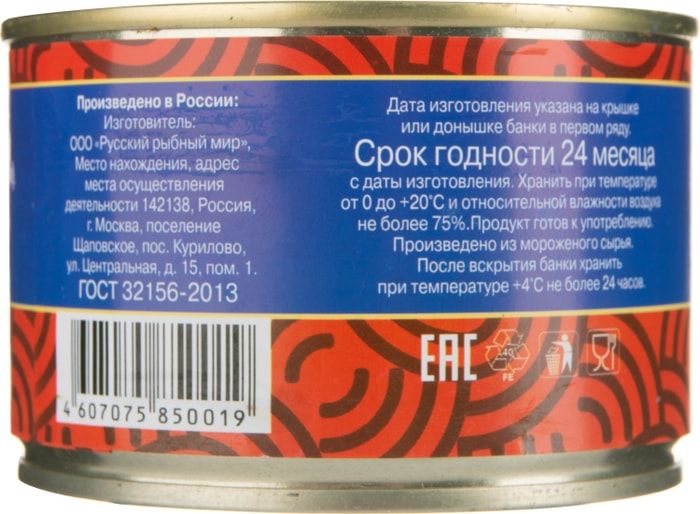 Произведено в России:
Изготовитель:
ООО «Русский рыбный мир»,
Место нахождения, адрес
места осуществления
деятельности 142138, Россия,
г. Москва, поселение
Щаповское, пос. Курилово,
ул. Центральная, д. 15, пом. 1.
ГОСТ 32156-2013
4 607075 850019
Дата изготовления указана на крышке
или донышке банки в первом ряду.
Срок годности 24 месяца
с даты изготовления. Хранить при температуре
от 0 до +20°С и относительной влажности воздуха
не более 75%.Продукт готов к употреблению.
Произведено из мороженого сырья.
После вскрытия банки хранить
при температуре +4°С не более 24 часов.
ЕАС
40
FE